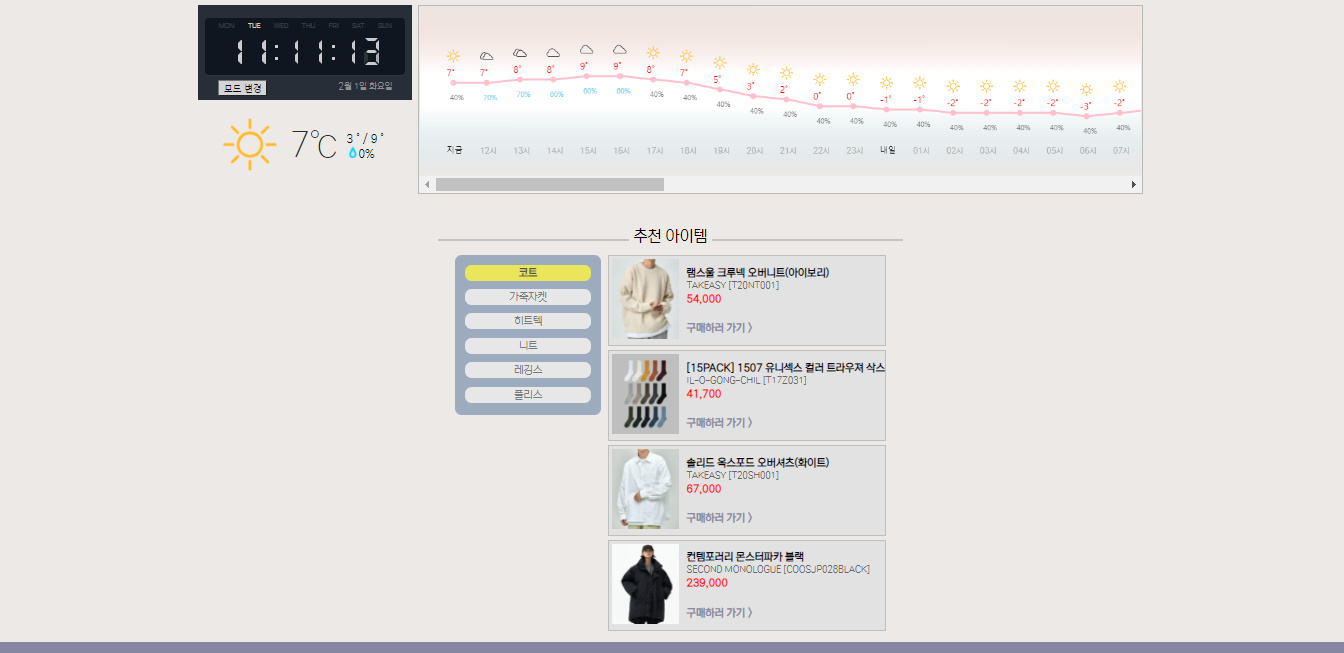 MON TUE WED THU FRI SAT SUN
11:11:13
모드 변경
2월 1일 화요일
7℃
3˚/ 9˚
0%
7˚ 7˚ 8˚ 8˚ 9˚ 9˚ 8˚ 7˚ 5˚ 3˚ 2˚ 0˚ 0˚ -1˚ -1˚ -2˚ -2˚ -2˚ -2˚ -3˚ -2˚
40% 70% 70% 60% 60% 60% 40% 40% 40% 40% 40% 40% 40% 40% 40% 40% 40% 40% 40% 40% 40%
지금 12시 13시 14시 15시 16시 17시 18시 19시 20시 21시 22시 23시 내일 01시 02시 03시 04시 05시 06시 07시
추천 아이템
코트
가죽자켓
히트텍
니트
레깅스
플리스
램스울 크루넥 오버니트(아이보리)
TAKEASY [T20NT001]
54,000
구매하러 가기 〉
[15PACK] 1507 유니섹스 컬러 트라우져 삭스
IL-O-GONG-CHIL [T17Z031]
41,700
구매하러 가기 〉
솔리드 옥스포드 오버셔츠(화이트)
TAKEASY [T20SH001]
67,000
구매하러 가기 〉
컨템포러리 몬스터파카 블랙
SECOND MONOLOGUE [COOSJP028BLACK]
239,000
구매하러 가기 〉